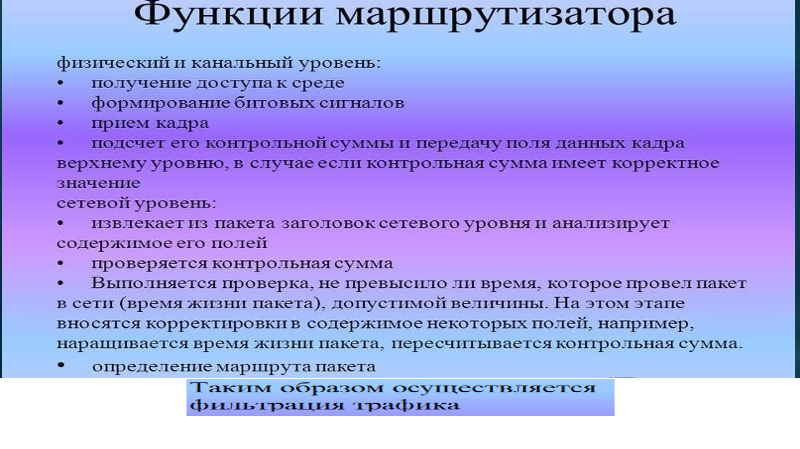 Функции маршрутизатора
физический и канальный уровень:
• получение доступа к среде
• формирование битовых сигналов
• прием кадра
• подсчет его контрольной суммы и передачу поля данных кадра
верхнему уровню, в случае если контрольная сумма имеет корректное
значение
сетевой уровень:
• извлекает из пакета заголовок сетевого уровня и анализирует
содержимое его полей
• проверяется контрольная сумма
• Выполняется проверка, не превысило ли время, которое провел пакет
в сети (время жизни пакета), допустимой величины. На этом этапе
вносятся корректировки в содержимое некоторых полей, например,
наращивается время жизни пакета, пересчитывается контрольная сумма.
• определение маршрута пакета
Таким образом осуществляется
фильтрация трафика